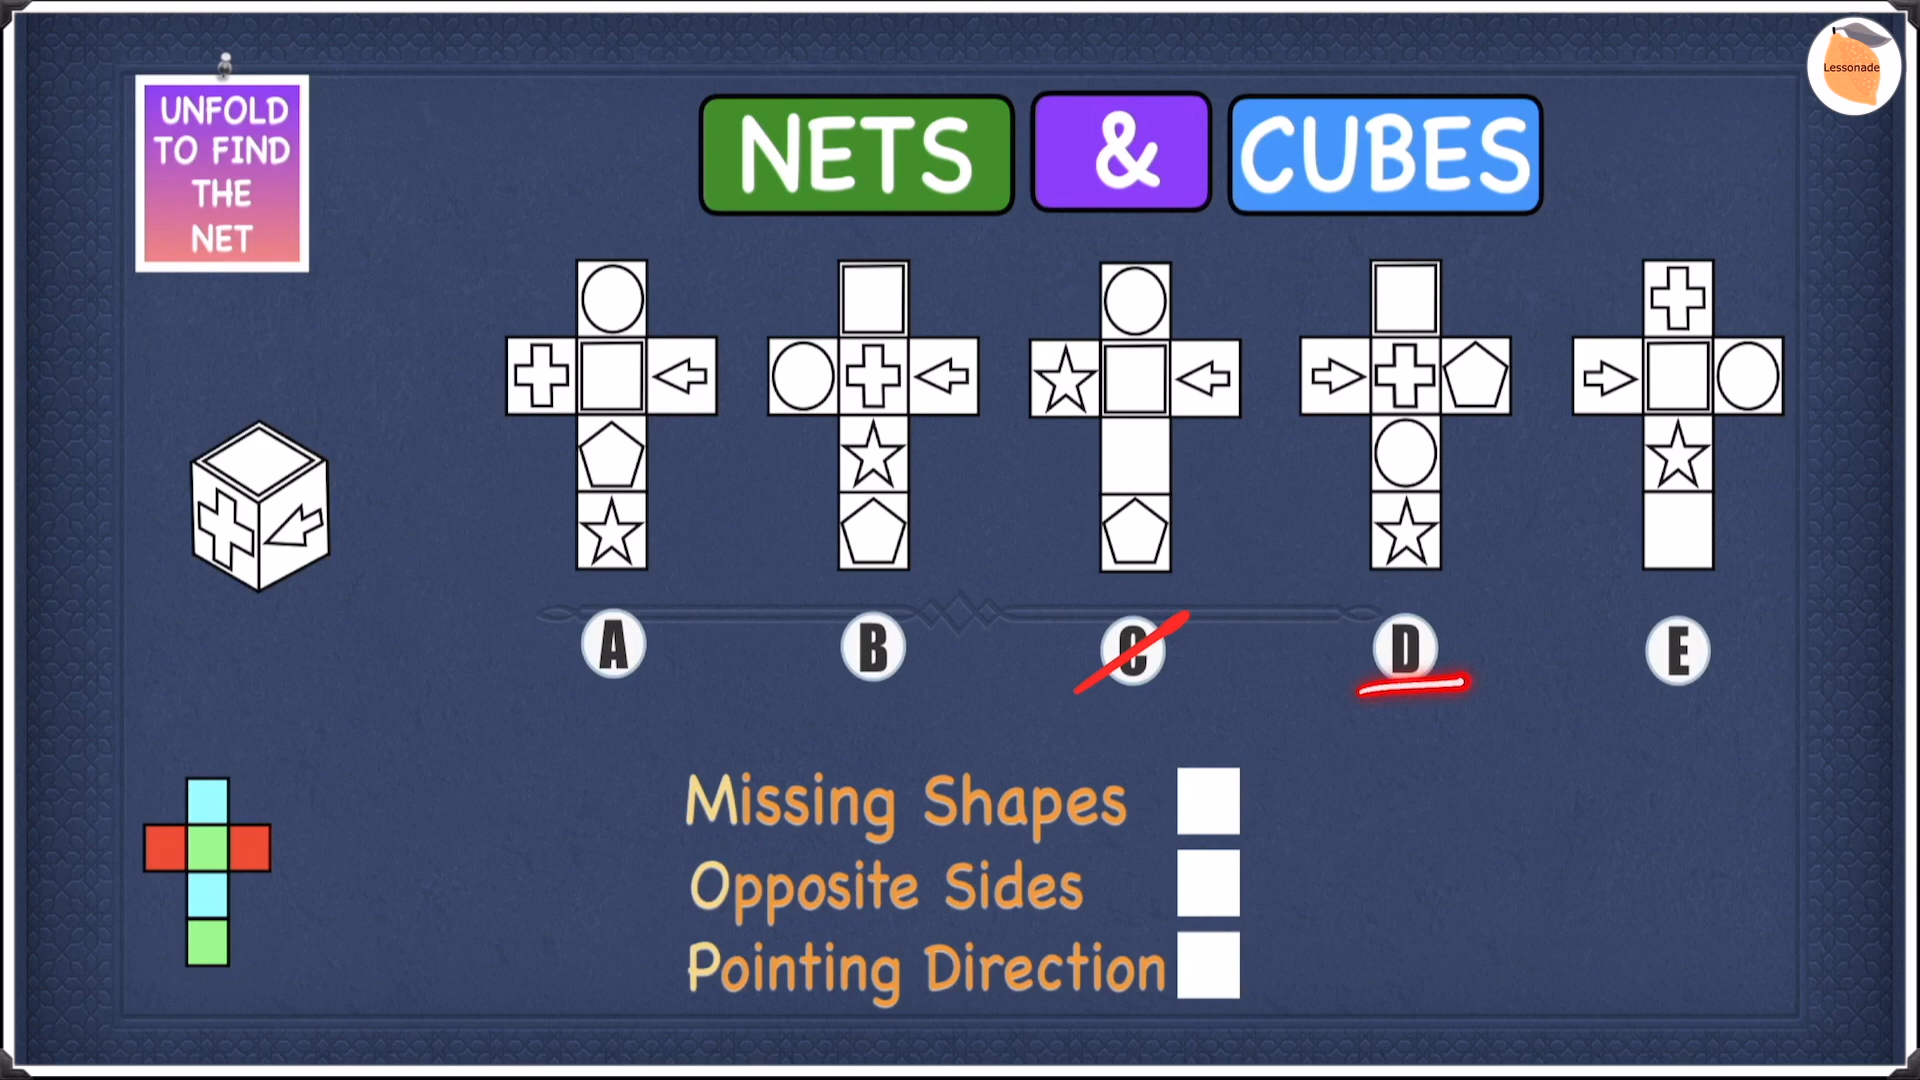 Lessonade
UNFOLD
TO FIND
THE
NET
NETS & CUBES
A B C D E
Missing Shapes
Opposite Sides
Pointing Direction